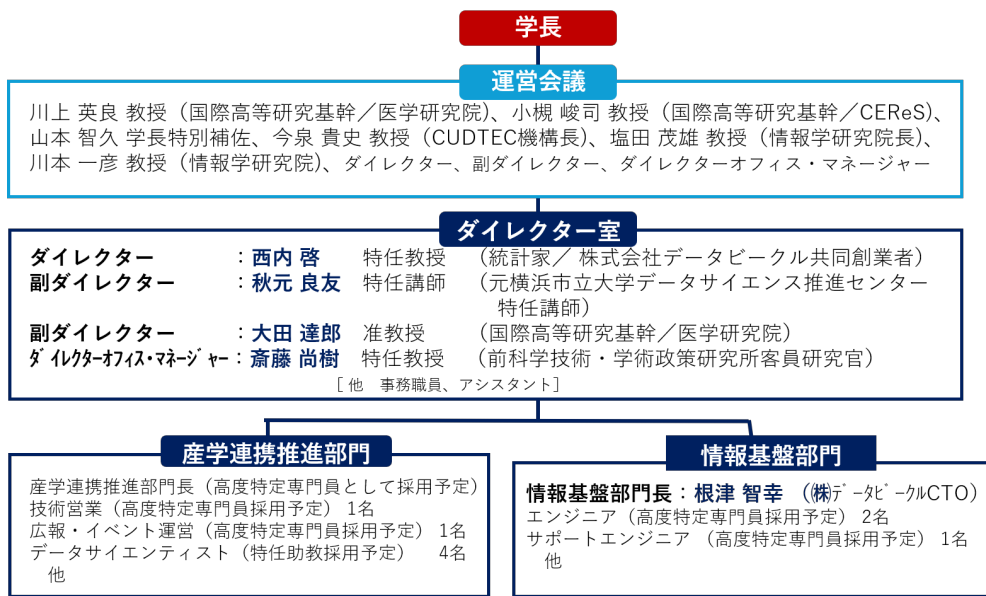 学長
運営会議
川上 英良 教授（国際高等研究基幹／医学研究院）、小槻 峻司 教授（国際高等研究基幹／CEReS）、
山本 智久 学長特別補佐、今泉 貴史 教授（CUDTEC機構長）、塩田 茂雄 教授（情報学研究院長）、
川本 一彦 教授（情報学研究院）、ダイレクター、副ダイレクター、ダイレクターオフィス・マネージャー
ダイレクター室
ダイレクター ：西内 啓 特任教授 （統計家／ 株式会社データビークル共同創業者）
副ダイレクター ：秋元 良友 特任講師 （元横浜市立大学データサイエンス推進センター
特任講師）
副ダイレクター ：大田 達郎 准教授 （国際高等研究基幹／医学研究院）
ﾀﾞｲﾚｸﾀｰｵﾌｨｽ･ﾏﾈｰｼﾞｬｰ：斎藤 尚樹 特任教授 （前科学技術・学術政策研究所客員研究官）
［ 他 事務職員、アシスタント］
産学連携推進部門
産学連携推進部門長（高度特定専門員として採用予定）
技術営業（高度特定専門員採用予定）1名
広報・イベント運営（高度特定専門員採用予定） 1名
データサイエンティスト（特任助教採用予定） 4名
他
情報基盤部門
情報基盤部門長：根津 智幸 （㈱ﾃﾞｰﾀﾋﾞｰｸﾙCTO）
エンジニア（高度特定専門員採用予定）2名
サポートエンジニア （高度特定専門員採用予定） 1名
他